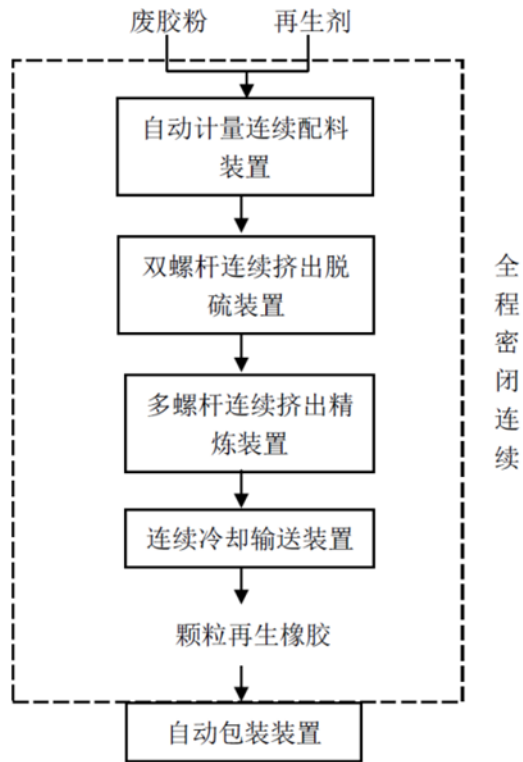 废胶粉 再生剂
自动计量连续配料
装置
双螺杆连续挤出脱
硫装置
多螺杆连续挤出精
炼装置
连续冷却输送装置
颗粒再生橡胶
自动包装装置
全
程
密
闭
连
续